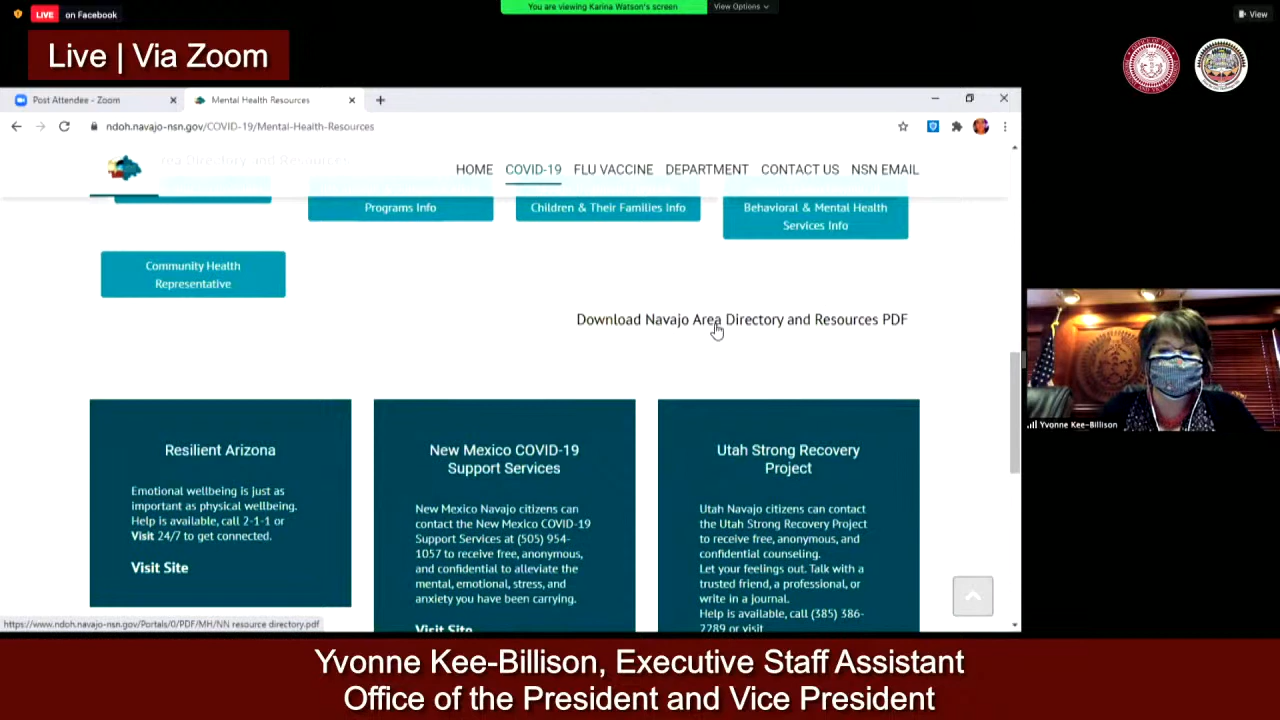 LIVE on Facebook
You are viewing Karina Watson's screen
View Options
View
Live | Via Zoom
Post Attendee - Zoom
Mental Health Resources
ndoh.navajo-nsn.gov/COVID-19/Mental-Health-Resources
HOME
COVID-19
FLU VACCINE
DEPARTMENT
CONTACT US
NSN EMAIL
Programs Info
Children & Their Families Info
Behavioral & Mental Health
Services Info
Community Health
Representative
Download Navajo Area Directory and Resources PDF
Resilient Arizona
Emotional wellbeing is just as
important as physical wellbeing.
Help is available, call 2-1-1 or
Visit 24/7 to get connected.
Visit Site
New Mexico COVID-19
Support Services
New Mexico Navajo citizens can
contact the New Mexico COVID-19
Support Services at (505) 954-
1057 to receive free, anonymous,
and confidential to alleviate the
mental, emotional, stress, and
anxiety you have been carrying.
Visit Site
Utah Strong Recovery
Project
Utah Navajo citizens can contact
the Utah Strong Recovery Project
to receive free, anonymous, and
confidential counseling.
Let your feelings out. Talk with a
trusted friend, a professional, or
write in a journal.
Help is available, call (385) 386-
2289 or visit
https://www.ndoh.navajo-nsn.gov/Portals/0/PDF/MH/NN resource directory.pdf
Yvonne Kee-Billison
Yvonne Kee-Billison, Executive Staff Assistant
Office of the President and Vice President